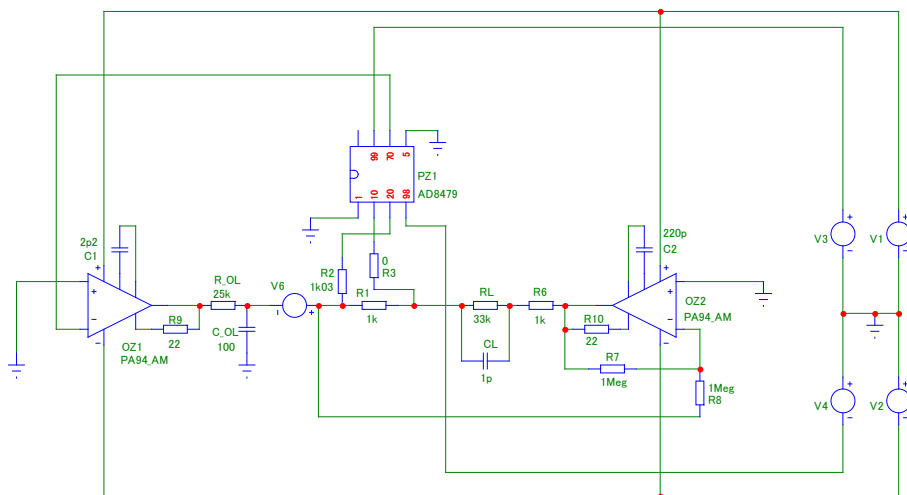 99 70 5
PZ1
AD8479
1 10 20 98
2p2
C1
220p
C2
V3
V1
R2
1k03
0
R3
R_OL
25k
V6
R1
1k
RL
33k
R6
1k
OZ2
PA94_AM
R9
22
C_OL
100
OZ1
PA94_AM
R10
22
CL
1p
R7
1Meg
1Meg
R8
V4
V2